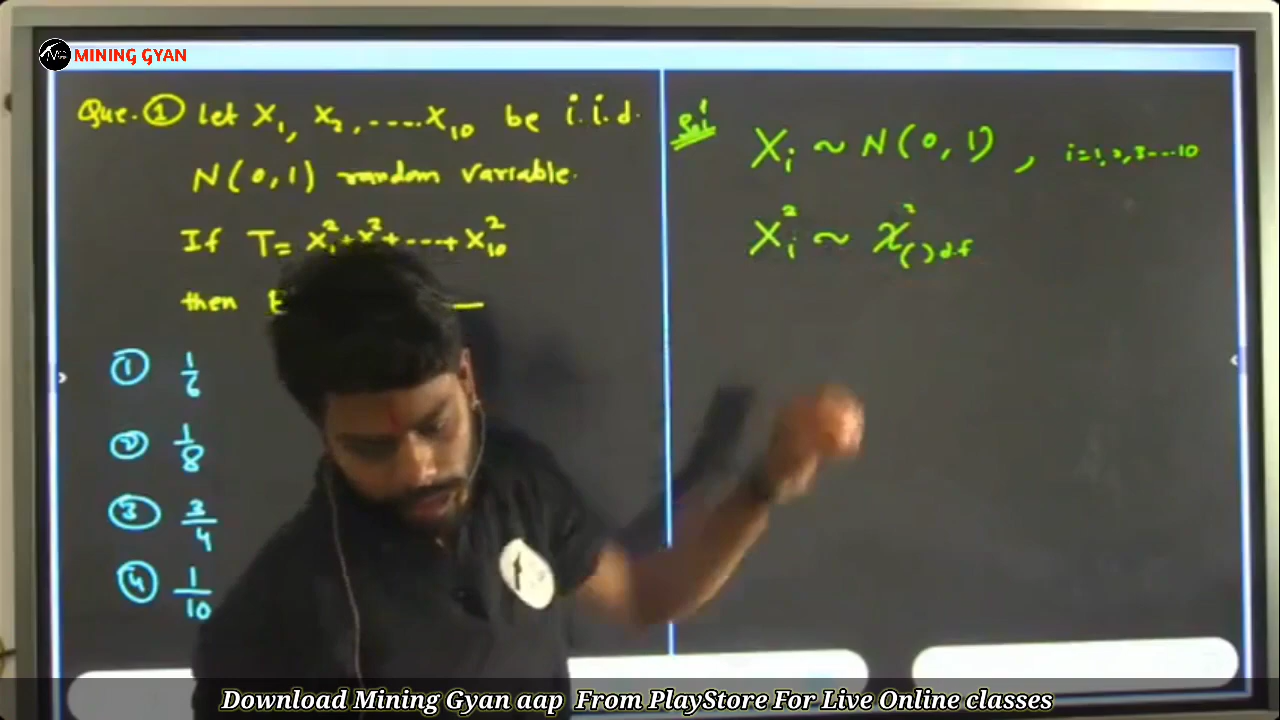 MINING GYAN
Que. ① Let X₁, X₂, ..... X₁₀ be i.i.d.
N(0,1) random variable.
If T = X₁² + X₂² + ---- + X₁₀²
then
① 1/6
② 1/8
③ 3/4
④ 1/10
Sol
Xᵢ ~ N(0,1), i=1,2,3---10
Xᵢ² ~ χ²₍ ₎ d.f
Download Mining Gyan aap From PlayStore For Live Online classes